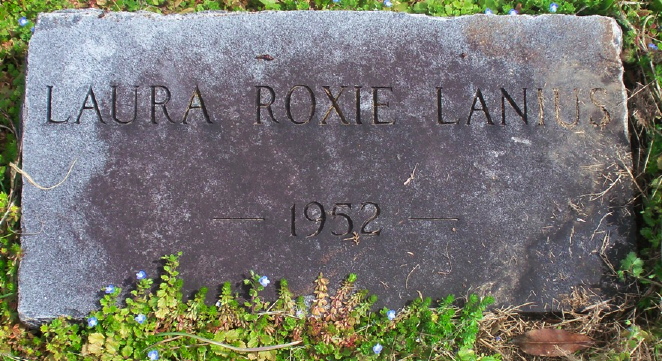 LAURA ROXIE LANIUS
— 1952 —